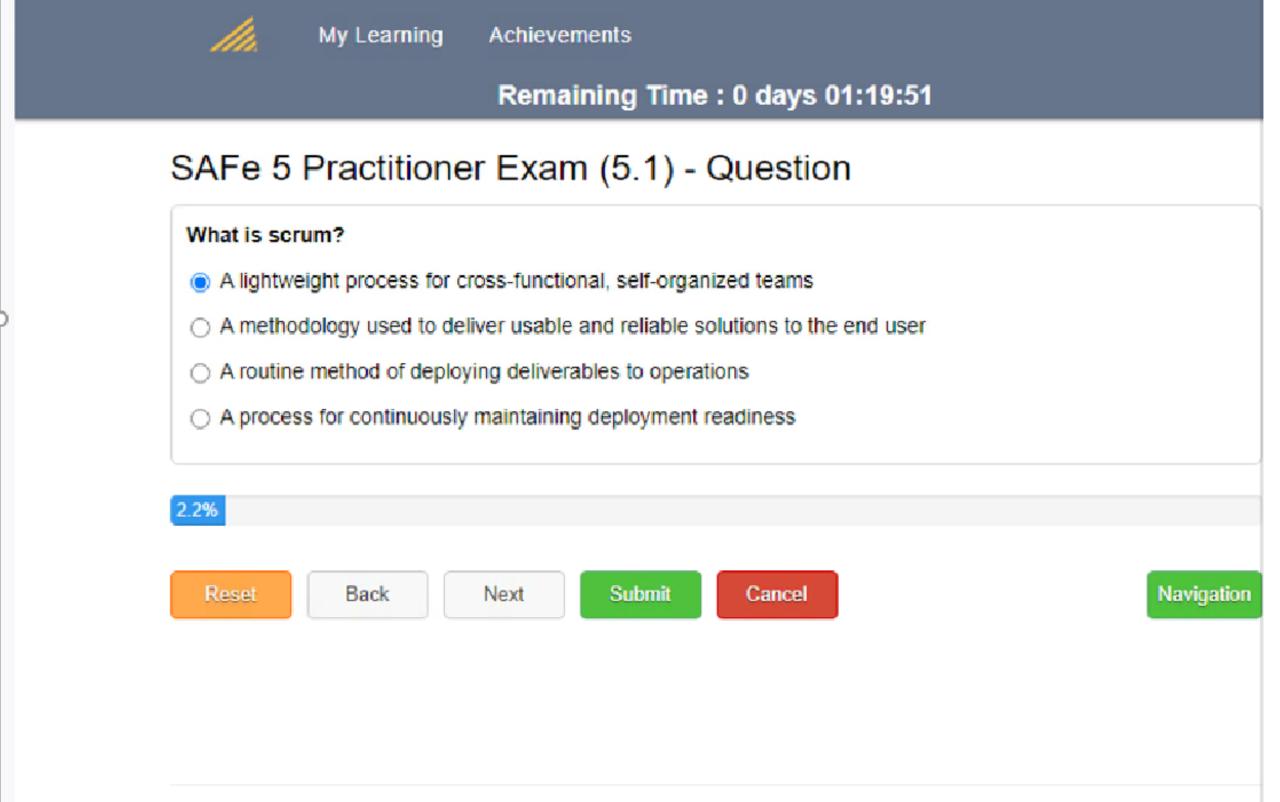 My Learning Achievements
Remaining Time : 0 days 01:19:51
SAFe 5 Practitioner Exam (5.1) - Question
What is scrum?
A lightweight process for cross-functional, self-organized teams
A methodology used to deliver usable and reliable solutions to the end user
A routine method of deploying deliverables to operations
A process for continuously maintaining deployment readiness
2.2%
Reset Back Next Submit Cancel Navigation